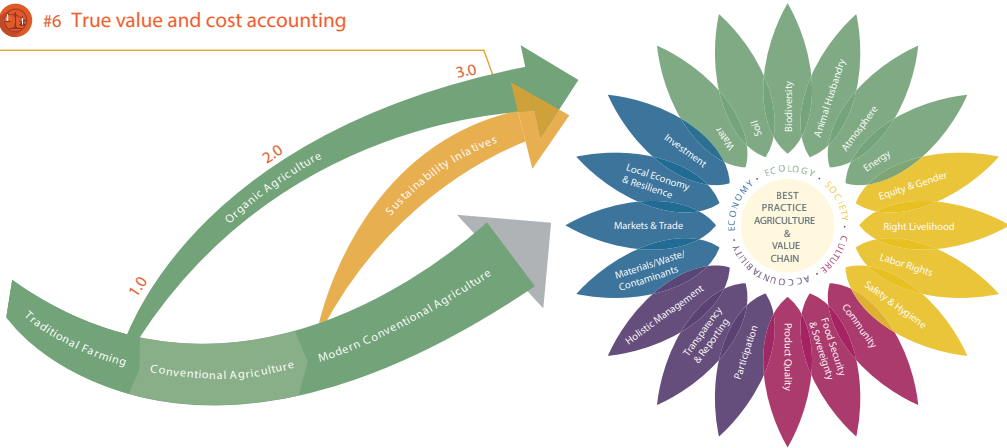 #6 True value and cost accounting
3.0
2.0
1.0
Organic Agriculture
Sustainability Iniatives
Traditional Farming
Conventional Agriculture
Modern Conventional Agriculture
Water
Soil
Biodiversity
Animal Husbandry
Atmosphere
Energy
Equity & Gender
Right Livelihood
Labor Rights
Safety & Hygiene
Community
Food Security
& Sovereignty
Product Quality
Participation
Transparency
& Reporting
Holistic Management
Materials/Waste/
Contaminants
Markets & Trade
Local Economy
& Resilience
Investment
ECOLOGY • SOCIETY • CULTURE • ACCOUNTABILITY • ECONOMY •
BEST
PRACTICE
AGRICULTURE
&
VALUE
CHAIN